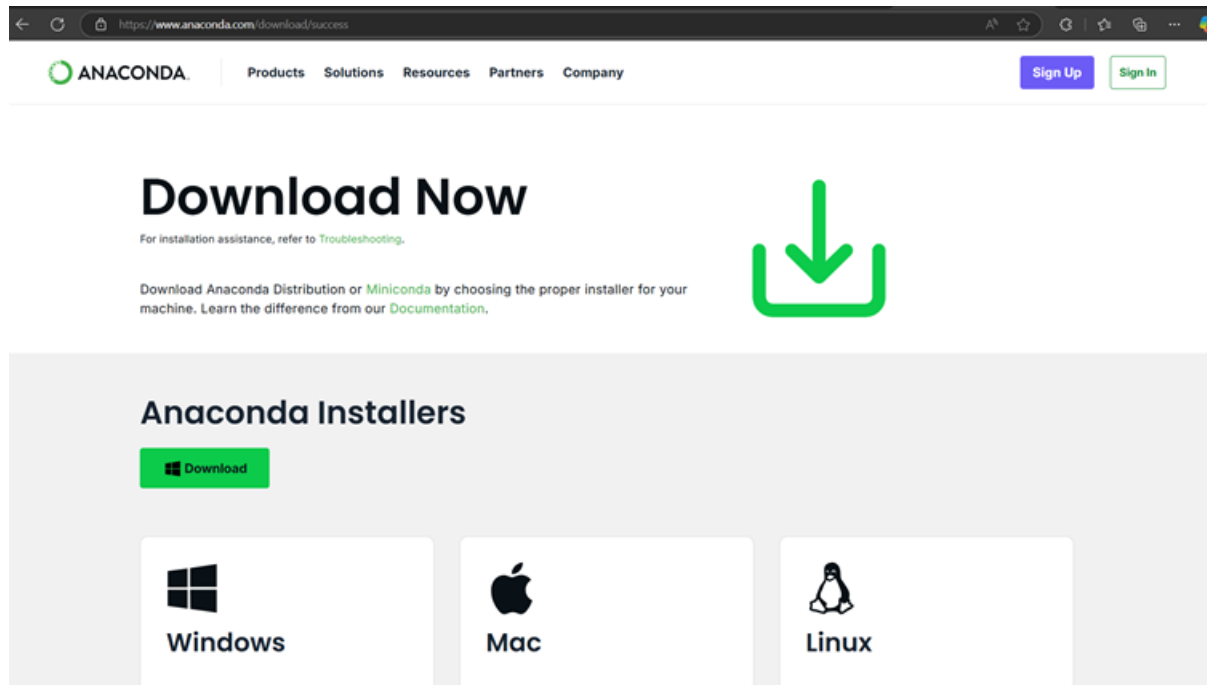 https://www.anaconda.com/download/success
ANACONDA.
Products Solutions Resources Partners Company
Sign Up
Sign In
Download Now
For installation assistance, refer to Troubleshooting.
Download Anaconda Distribution or Miniconda by choosing the proper installer for your
machine. Learn the difference from our Documentation.
Anaconda Installers
Download
Windows
Mac
Linux